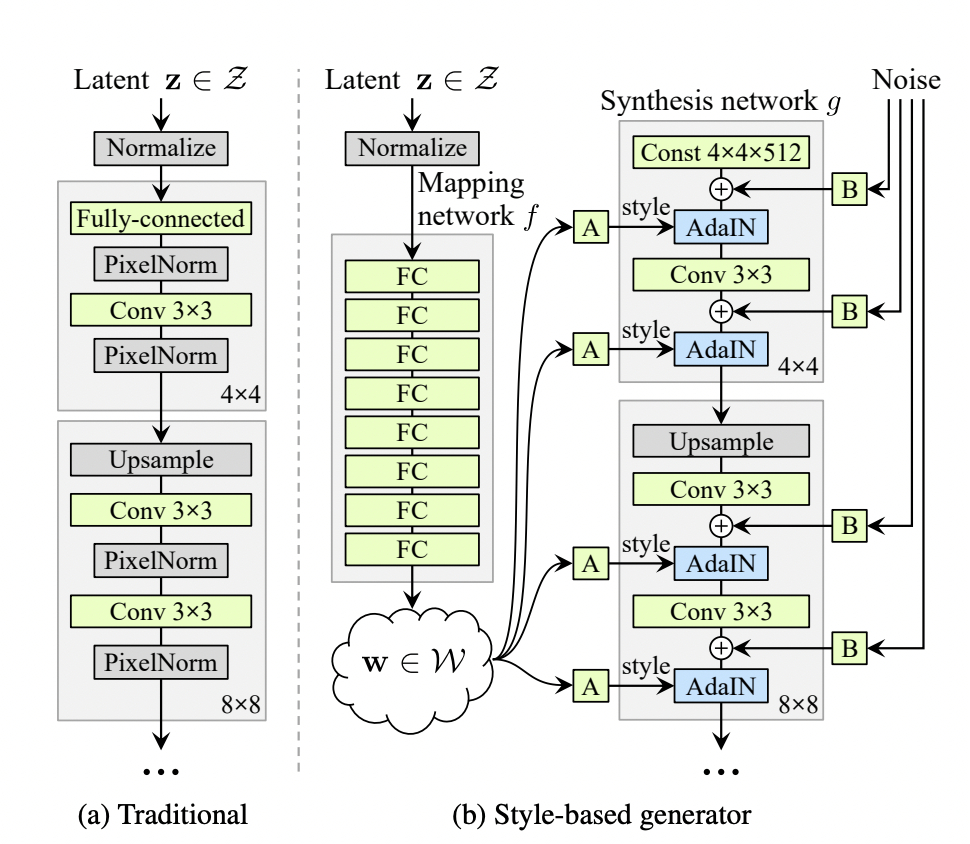 Latent z ∈ 𝒵
Normalize
Fully-connected
PixelNorm
Conv 3×3
PixelNorm
4×4
Upsample
Conv 3×3
PixelNorm
Conv 3×3
PixelNorm
8×8
...
(a) Traditional
Latent z ∈ 𝒵
Normalize
Mapping
network f
FC
FC
FC
FC
FC
FC
FC
FC
w ∈ 𝒲
A
style
A
style
A
style
A
style
Synthesis network g
Const 4×4×512
+
AdaIN
Conv 3×3
+
AdaIN
4×4
Upsample
Conv 3×3
+
AdaIN
Conv 3×3
+
AdaIN
8×8
...
Noise
B
B
B
B
(b) Style-based generator